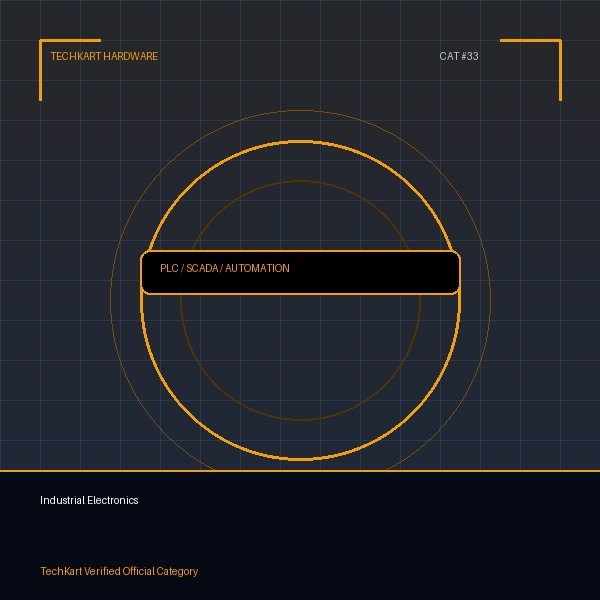 TECHKART HARDWARE
CAT #33
PLC / SCADA / AUTOMATION
Industrial Electronics
TechKart Verified Official Category